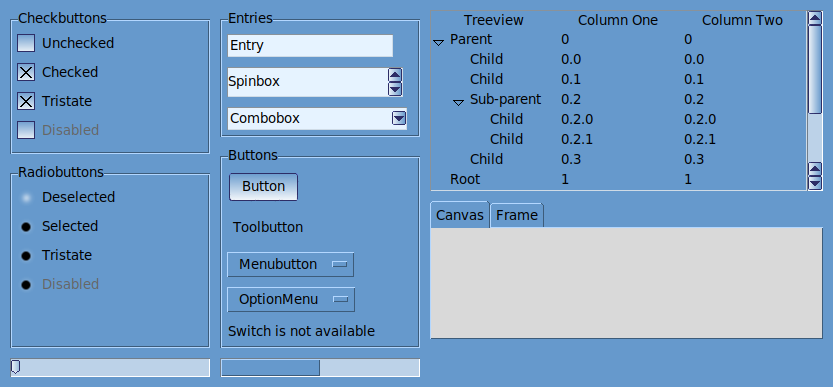 Checkbuttons
Unchecked
Checked
Tristate
Disabled
Radiobuttons
Deselected
Selected
Tristate
Disabled
Entries
Entry
Spinbox
Combobox
Buttons
Button
Toolbutton
Menubutton
OptionMenu
Switch is not available
Treeview Column One Column Two
Parent 0 0
Child 0.0 0.0
Child 0.1 0.1
Sub-parent 0.2 0.2
Child 0.2.0 0.2.0
Child 0.2.1 0.2.1
Child 0.3 0.3
Root 1 1
Canvas Frame